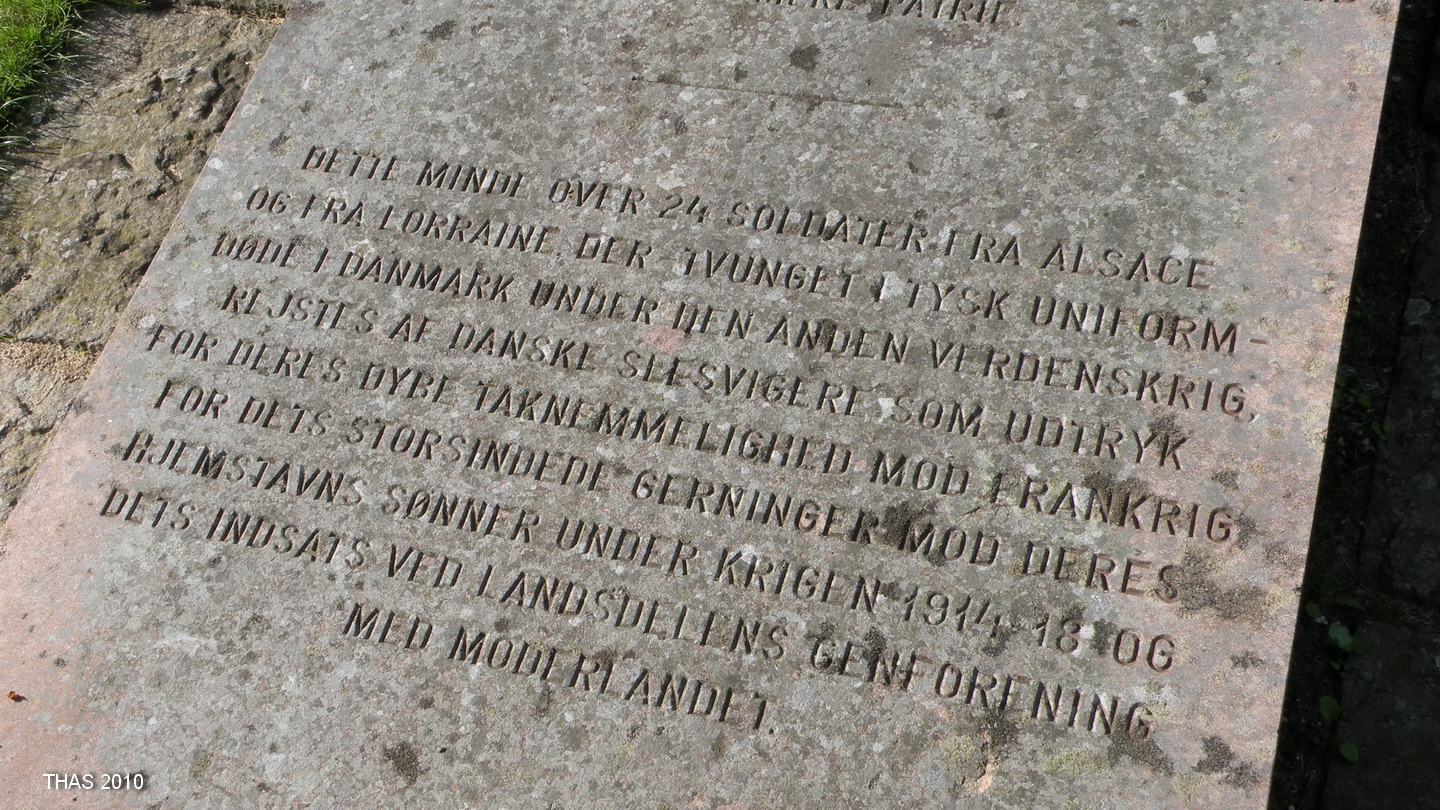 PATRIE
DETTE MINDE OVER 24 SOLDATER FRA ALSACE
OG FRA LORRAINE, DER TVUNGET I TYSK UNIFORM-
DØDE I DANMARK UNDER DEN ANDEN VERDENSKRIG,
REJSTES AF DANSKE SLESVIGERE SOM UDTRYK
FOR DERES DYBE TAKNEMMELIGHED MOD FRANKRIG
FOR DETS STORSINDEDE GERNINGER MOD DERES
HJEMSTAVNS SØNNER UNDER KRIGEN 1914-18 OG
DETS INDSATS VED LANDSDELENS GENFORENING
MED MODERLANDET.
THAS 2010